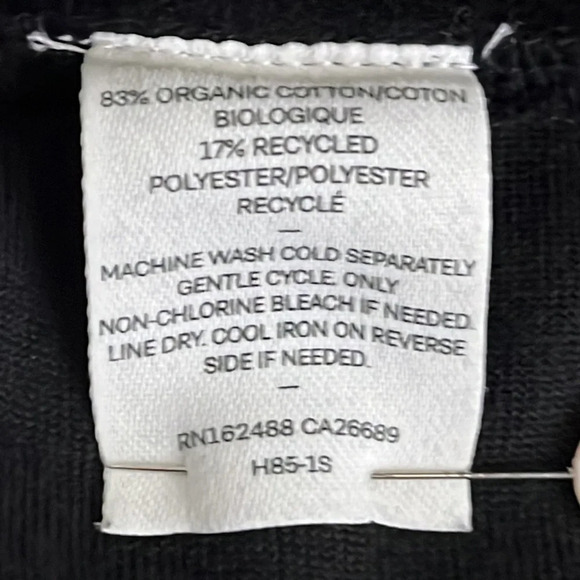 83% ORGANIC COTTON/COTON
BIOLOGIQUE
17% RECYCLED
POLYESTER/POLYESTER
RECYCLÉ
—
MACHINE WASH COLD SEPARATELY
GENTLE CYCLE. ONLY
NON-CHLORINE BLEACH IF NEEDED.
LINE DRY. COOL IRON ON REVERSE
SIDE IF NEEDED.
—
RN162488 CA26689
H85-1S